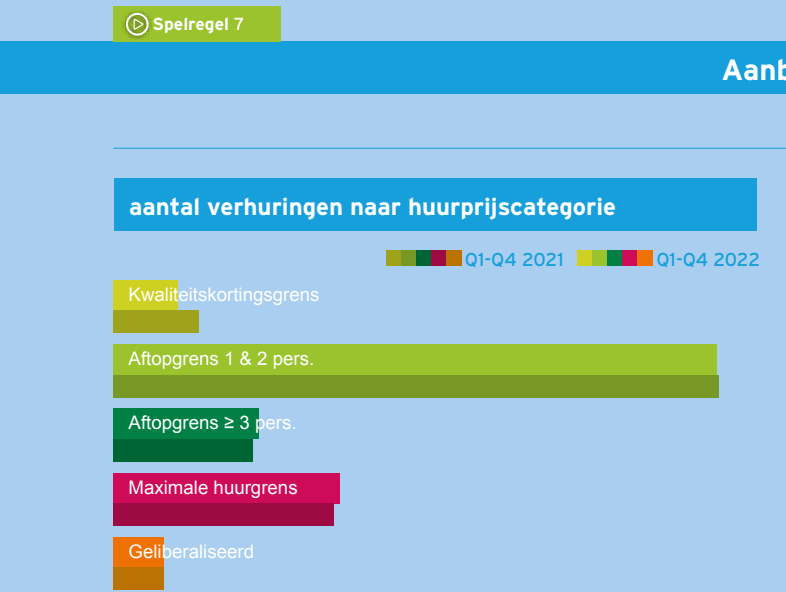 Spelregel 7
Aanb
aantal verhuringen naar huurprijscategorie
Q1-Q4 2021 Q1-Q4 2022
Kwaliteitskortingsgrens
Aftopgrens 1 & 2 pers.
Aftopgrens ≥ 3 pers.
Maximale huurgrens
Geliberaliseerd